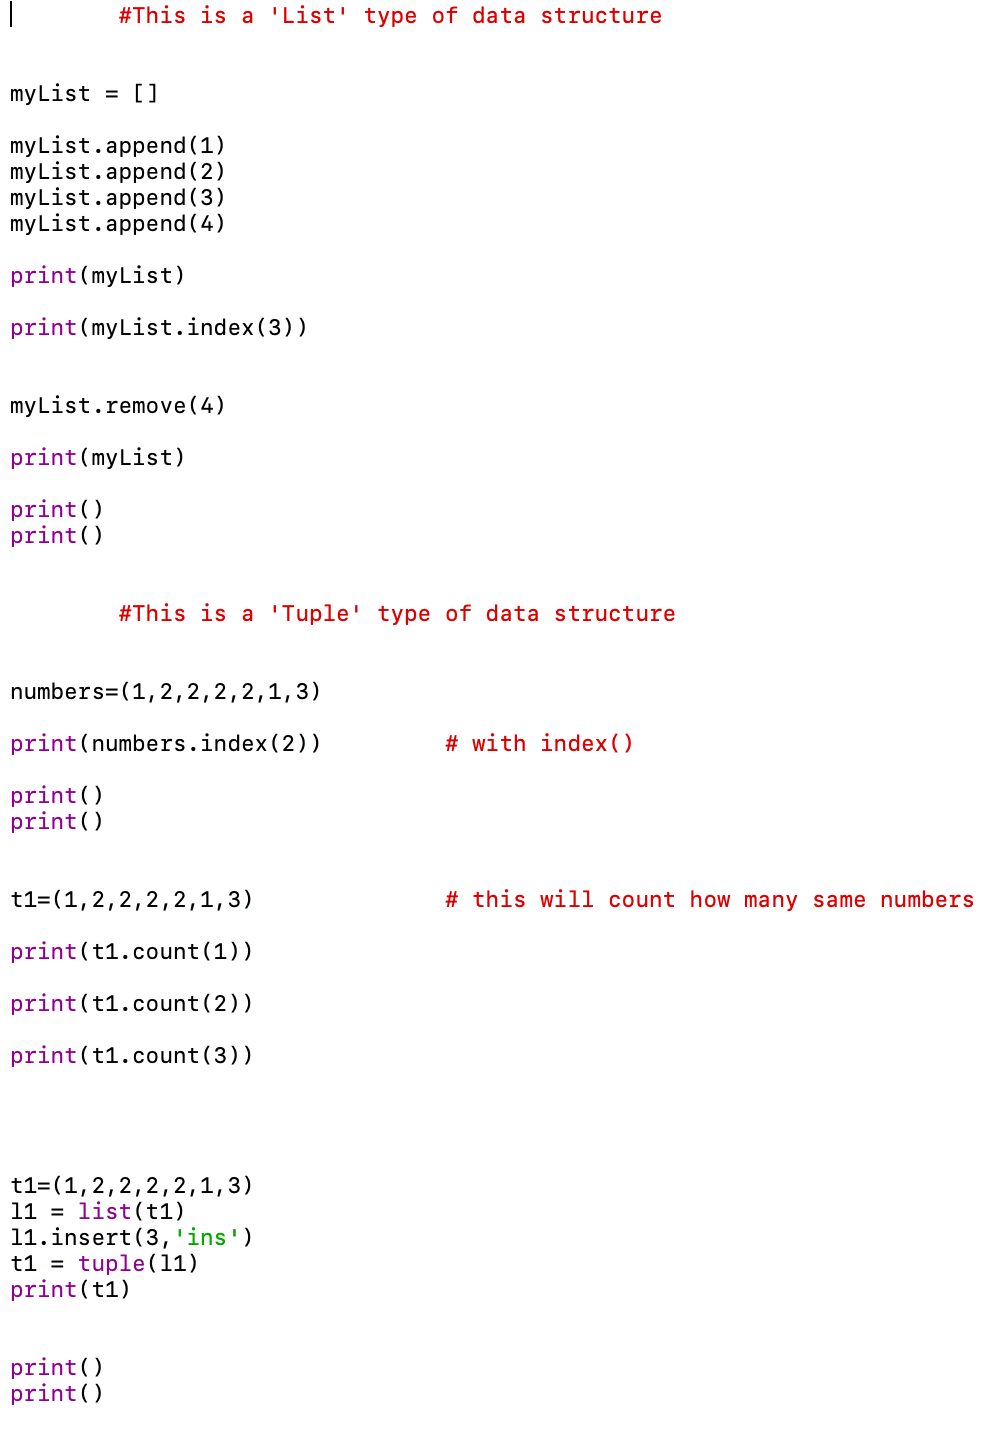 #This is a 'List' type of data structure
myList = []
myList.append(1)
myList.append(2)
myList.append(3)
myList.append(4)
print(myList)
print(myList.index(3))
myList.remove(4)
print(myList)
print()
print()
#This is a 'Tuple' type of data structure
numbers=(1,2,2,2,2,1,3)
print(numbers.index(2))         # with index()
print()
print()
t1=(1,2,2,2,2,1,3)              # this will count how many same numbers
print(t1.count(1))
print(t1.count(2))
print(t1.count(3))
t1=(1,2,2,2,2,1,3)
l1 = list(t1)
l1.insert(3,'ins')
t1 = tuple(l1)
print(t1)
print()
print()